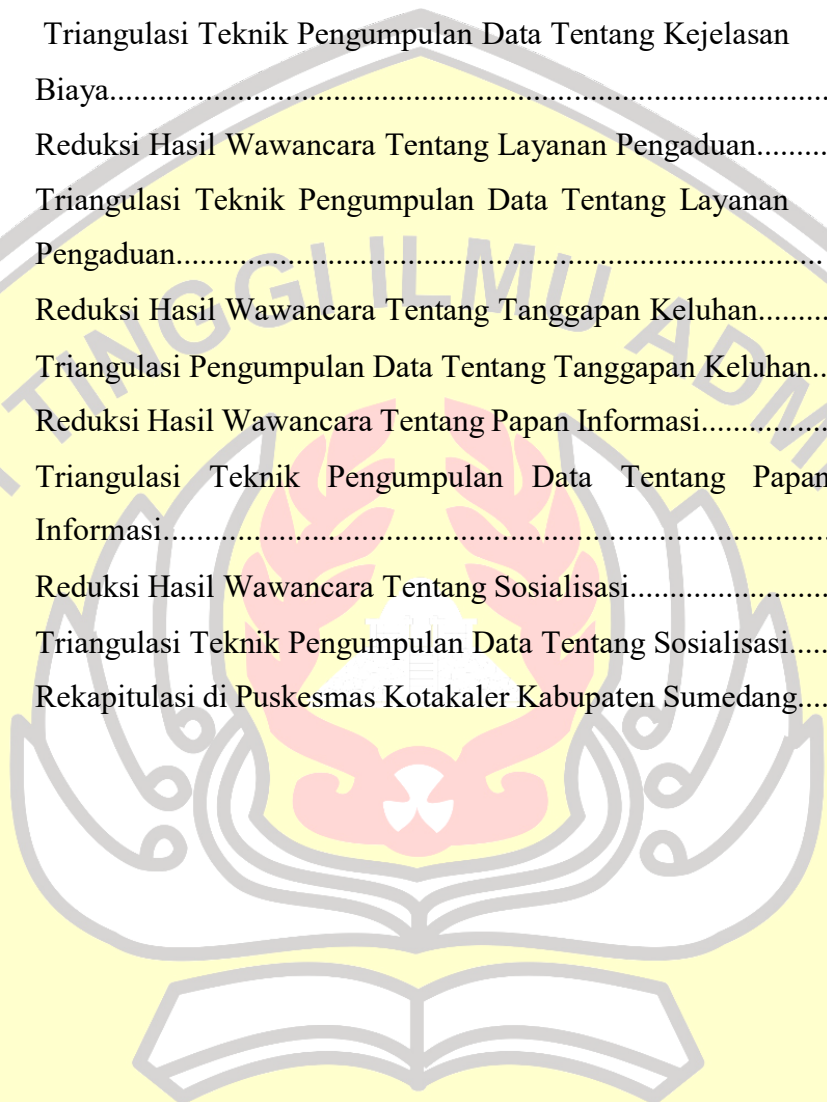 Triangulasi Teknik Pengumpulan Data Tentang Kejelasan
Biaya...........................................................................................
Reduksi Hasil Wawancara Tentang Layanan Pengaduan.........
Triangulasi Teknik Pengumpulan Data Tentang Layanan
Pengaduan.................................................................................
Reduksi Hasil Wawancara Tentang Tanggapan Keluhan.........
Triangulasi Pengumpulan Data Tentang Tanggapan Keluhan..
Reduksi Hasil Wawancara Tentang Papan Informasi................
Triangulasi Teknik Pengumpulan Data Tentang Papan
Informasi....................................................................................
Reduksi Hasil Wawancara Tentang Sosialisasi.........................
Triangulasi Teknik Pengumpulan Data Tentang Sosialisasi.....
Rekapitulasi di Puskesmas Kotakaler Kabupaten Sumedang....
TINGGI ILMU ADMI